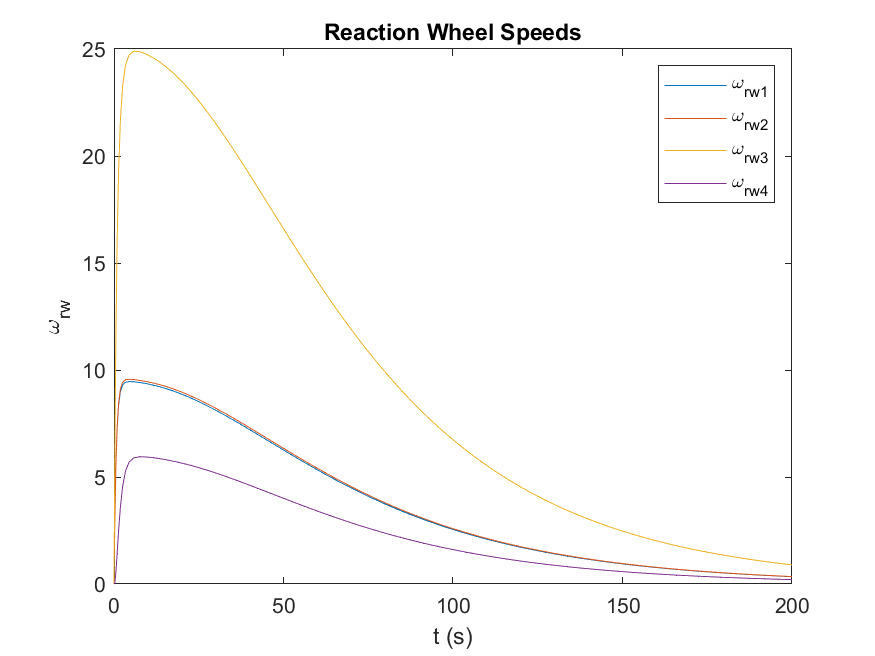 Reaction Wheel Speeds
25
20
15
10
5
0
ω_rw
ω_rw1
ω_rw2
ω_rw3
ω_rw4
0 50 100 150 200
t (s)